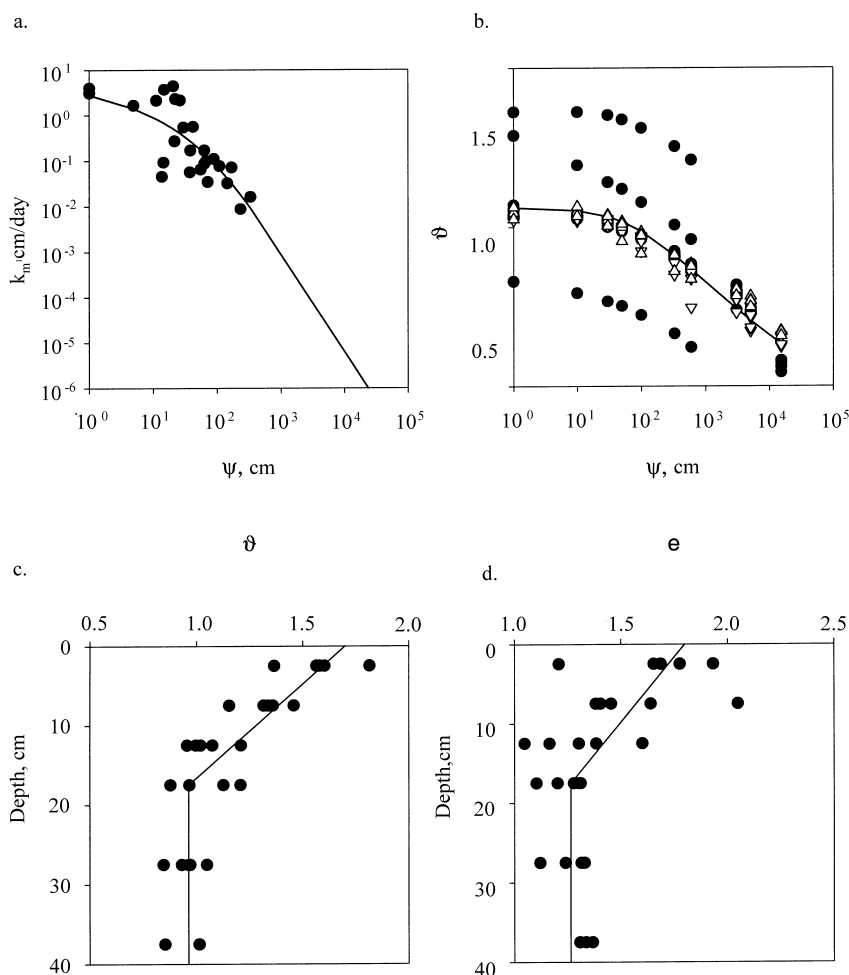 a.
b.
10^1
10^0
10^-1
10^-2
10^-3
10^-4
10^-5
10^-6
k_m, cm/day
10^0 10^1 10^2 10^3 10^4 10^5
ψ, cm
1.5
1.0
0.5
ϑ
10^0 10^1 10^2 10^3 10^4 10^5
ψ, cm
c.
ϑ
0.5 1.0 1.5 2.0
0
10
20
30
40
Depth, cm
d.
e
1.0 1.5 2.0 2.5
0
10
20
30
40
Depth,cm